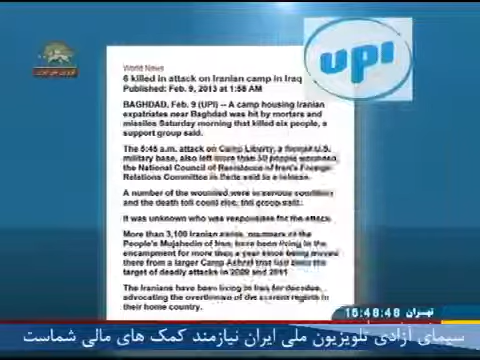 UPI
World News
6 killed in attack on Iranian camp in Iraq
Published: Feb. 9, 2013 at 1:58 AM
BAGHDAD, Feb. 9 (UPI) -- A camp housing Iranian
expatriates near Baghdad was hit by mortars and
missiles Saturday morning that killed six people, a
support group said.
The 5:45 a.m. attack on Camp Liberty, a former U.S.
military base, also left more than 50 people wounded,
the National Council of Resistance of Iran's Foreign
Relations Committee in Paris said in a release.
A number of the wounded were in serious condition
and the death toll could rise, the group said.
It was unknown who was responsible for the attack.
More than 3,100 Iranian exiles, members of the
People's Mujahedin of Iran, have been living in the
encampment for more than a year since being moved
there from a larger Camp Ashraf that had been the
target of deadly attacks in 2009 and 2011
The Iranians have been living in Iraq for decades,
advocating the overthrow of the current regime in
their home country.
15:48:48 تهران
سیمای آزادی تلویزیون ملی ایران نیازمند کمک های مالی شماست